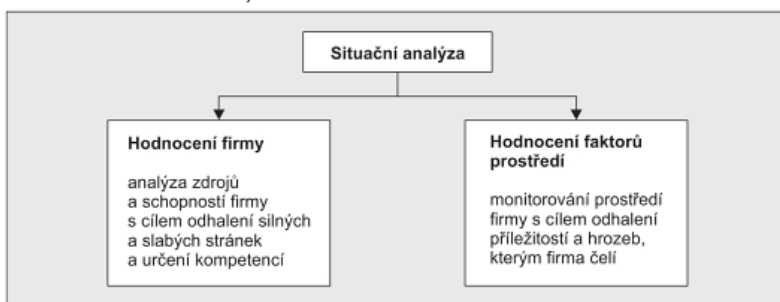 Situační analýza
Hodnocení firmy
analýza zdrojů
a schopností firmy
s cílem odhalení silných
a slabých stránek
a určení kompetencí
Hodnocení faktorů
prostředí
monitorování prostředí
firmy s cílem odhalení
příležitostí a hrozeb,
kterým firma čelí